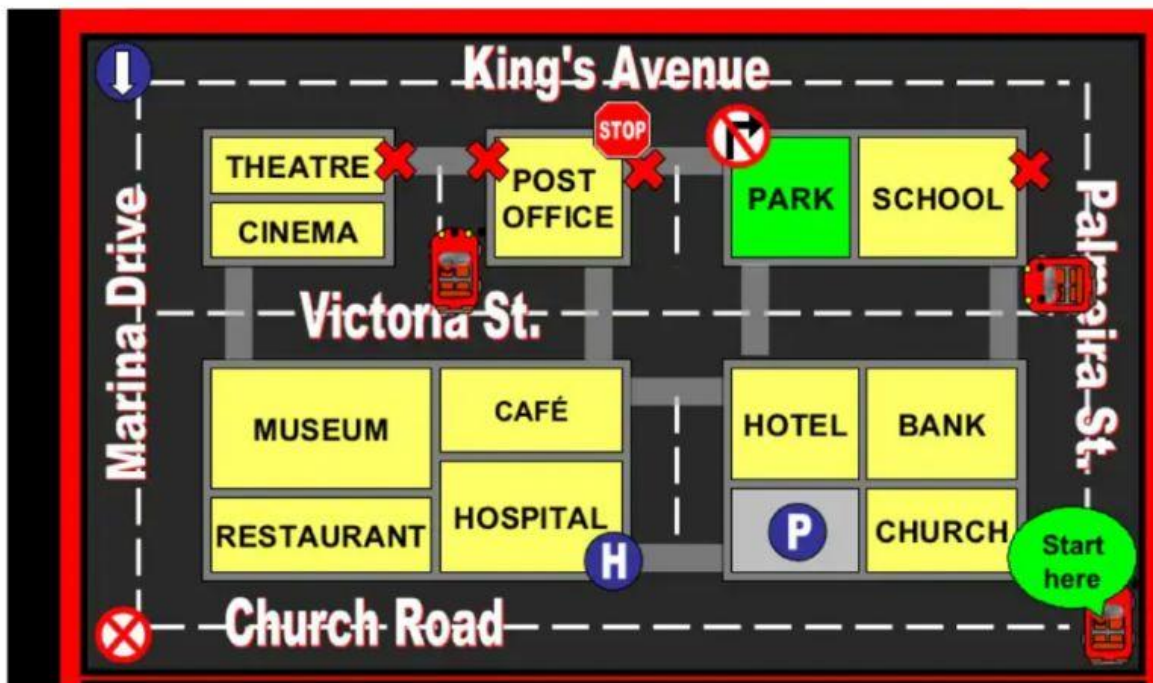 King's Avenue
STOP
THEATRE
CINEMA
POST
OFFICE
PARK
SCHOOL
Marina Drive
Palmeira St.
Victoria St.
MUSEUM
CAFÉ
HOTEL
BANK
RESTAURANT
HOSPITAL
H
P
CHURCH
Start
here
Church Road